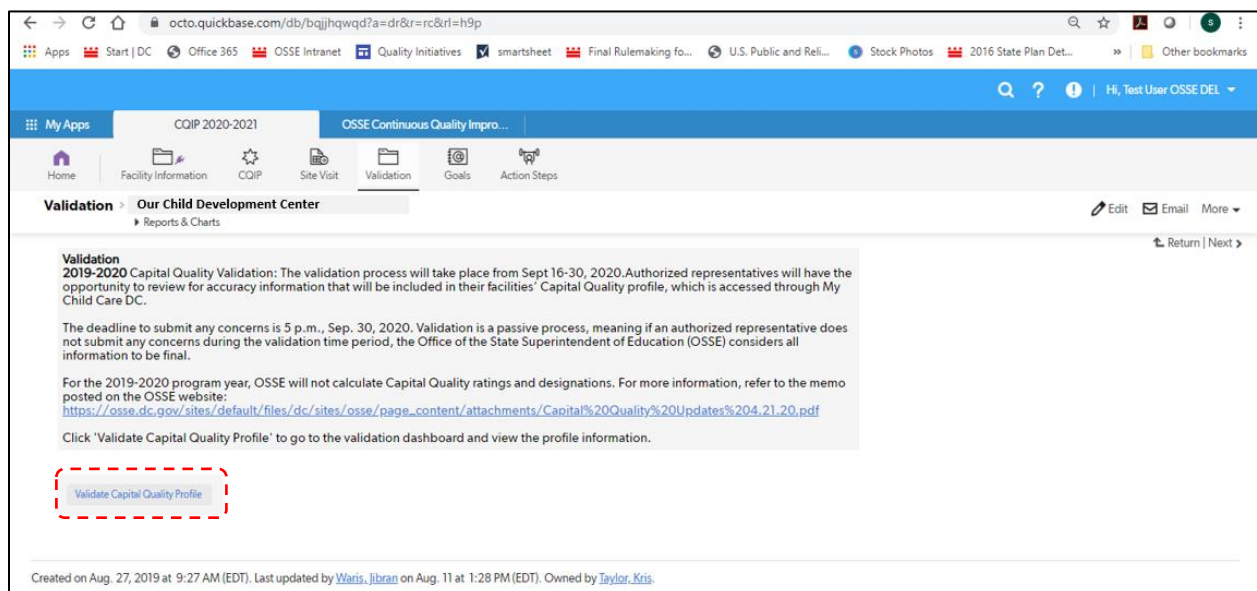 octo.quickbase.com/db/bqjjhqwqd?a=dr&r=rc&rl=h9p
S
Apps Start | DC Office 365 OSSE Intranet Quality Initiatives smartsheet Final Rulemaking fo... U.S. Public and Reli... Stock Photos 2016 State Plan Det... » Other bookmarks
? | Hi, Test User OSSE DEL
My Apps CQIP 2020-2021 OSSE Continuous Quality Impro...
Home Facility Information CQIP Site Visit Validation Goals Action Steps
Validation > Our Child Development Center Edit Email More
Reports & Charts
Return | Next
Validation
2019-2020 Capital Quality Validation: The validation process will take place from Sept 16-30, 2020.Authorized representatives will have the
opportunity to review for accuracy information that will be included in their facilities' Capital Quality profile, which is accessed through My
Child Care DC.
The deadline to submit any concerns is 5 p.m., Sep. 30, 2020. Validation is a passive process, meaning if an authorized representative does
not submit any concerns during the validation time period, the Office of the State Superintendent of Education (OSSE) considers all
information to be final.
For the 2019-2020 program year, OSSE will not calculate Capital Quality ratings and designations. For more information, refer to the memo
posted on the OSSE website:
https://osse.dc.gov/sites/default/files/dc/sites/osse/page_content/attachments/Capital%20Quality%20Updates%204.21.20.pdf
Click 'Validate Capital Quality Profile' to go to the validation dashboard and view the profile information.
Validate Capital Quality Profile
Created on Aug. 27, 2019 at 9:27 AM (EDT). Last updated by Waris, Jibran on Aug. 11 at 1:28 PM (EDT). Owned by Taylor, Kris.